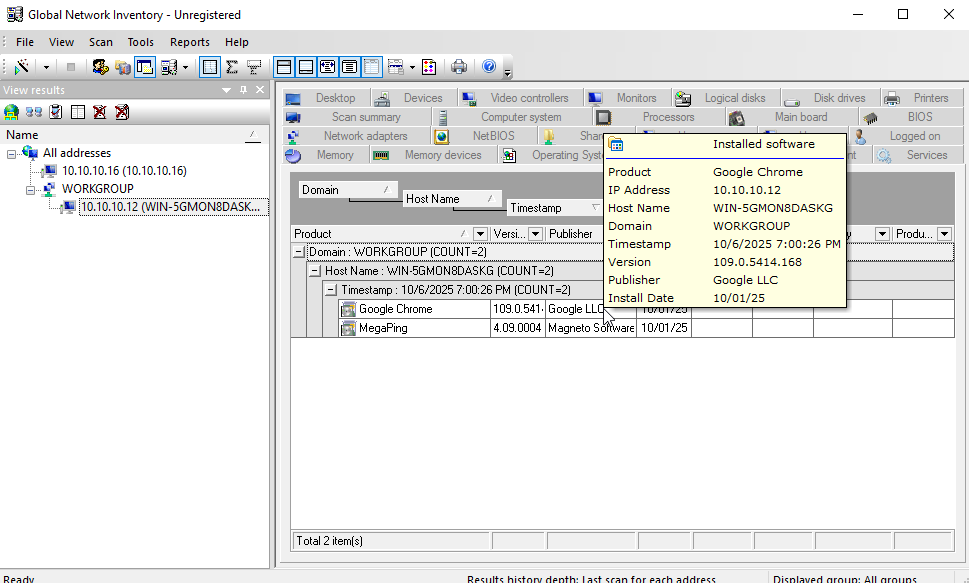 Global Network Inventory - Unregistered
File View Scan Tools Reports Help
View results
Name
All addresses
10.10.10.16 (10.10.10.16)
WORKGROUP
10.10.10.12 (WIN-5GMON8DASK...
Desktop Devices Video controllers Monitors Logical disks Disk drives Printers
Scan summary Computer system Processors Main board BIOS
Network adapters NetBIOS Shar Logged on
Memory Memory devices Operating Syst nt Services
Domain
Host Name
Timestamp
Product Versi... Publisher y Produ...
Domain : WORKGROUP (COUNT=2)
Host Name : WIN-5GMON8DASKG (COUNT=2)
Timestamp : 10/6/2025 7:00:26 PM (COUNT=2)
Google Chrome 109.0.541 Google LLC 10/01/25
MegaPing 4.09.0004 Magneto Software 10/01/25
Total 2 item(s)
Installed software
Product Google Chrome
IP Address 10.10.10.12
Host Name WIN-5GMON8DASKG
Domain WORKGROUP
Timestamp 10/6/2025 7:00:26 PM
Version 109.0.5414.168
Publisher Google LLC
Install Date 10/01/25
Ready Results history depth: Last scan for each address Displayed group: All groups